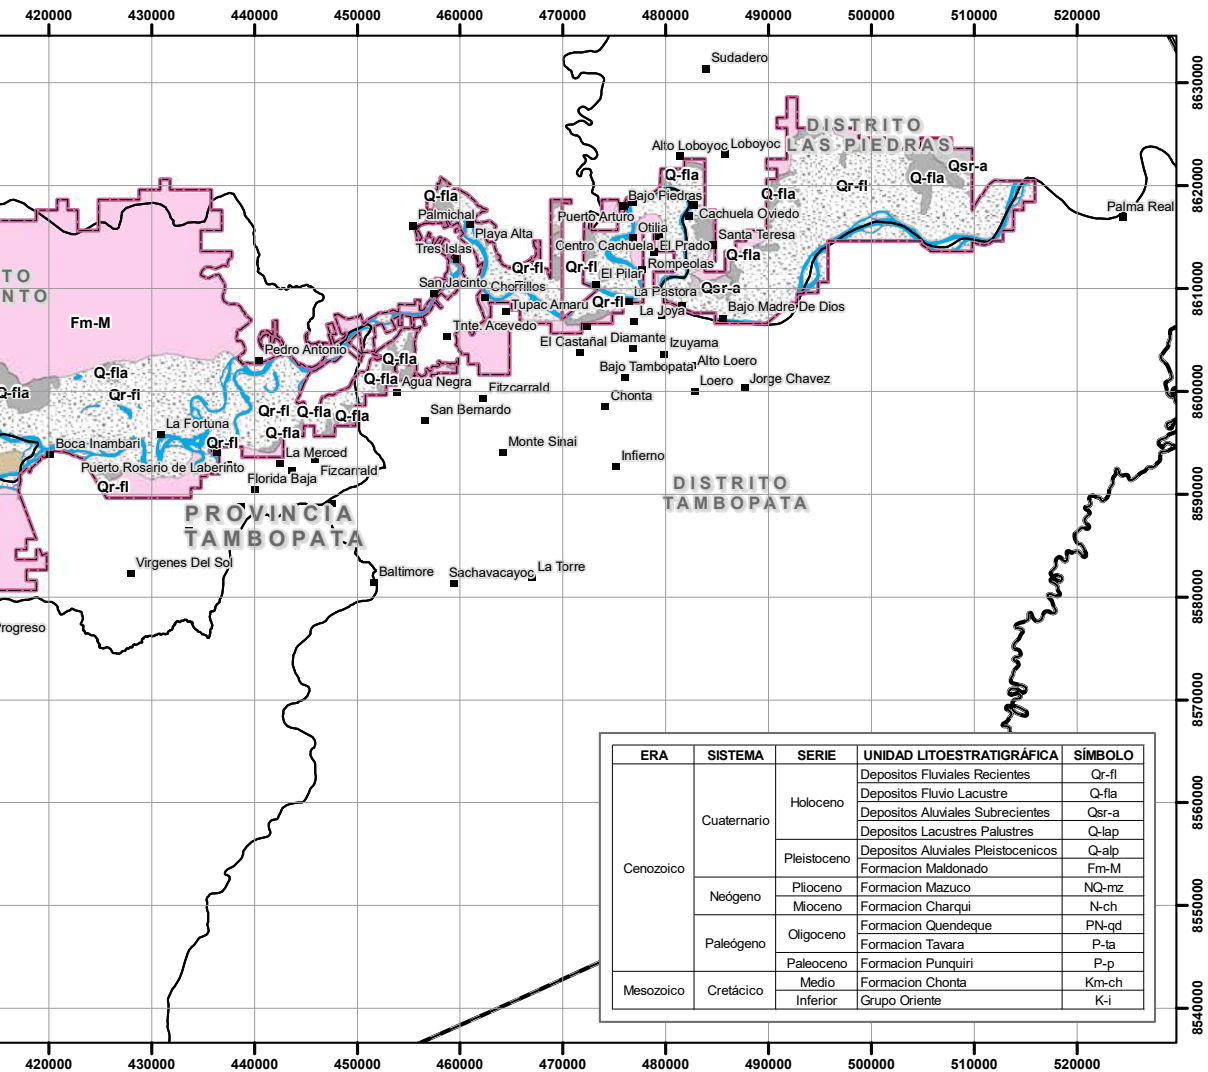 420000 430000 440000 450000 460000 470000 480000 490000 500000 510000 520000
8630000
8620000
8610000
8600000
8590000
8580000
8570000
8560000
8550000
8540000
Sudadero
DISTRITO
LAS PIEDRAS
Alto Loboyoc
Loboyoc
Qsr-a
Q-fla
Q-fla
Qr-fl
Q-fla
Q-fla
Bajo Piedras
Palmichal
Puerto Arturo
Cachuela Oviedo
Palma Real
Playa Alta
Otilia
Santa Teresa
Tres Islas
Centro Cachuela
El Prado
Q-fla
Qr-fl
Qr-fl
El Pilar
Rompeolas
TO
NTO
San Jacinto
Chorrillos
La Pastora
Qsr-a
Qr-fl
Tupac Amaru
La Joya
Bajo Madre De Dios
Fm-M
Tnte. Acevedo
El Castañal
Diamante
Izuyama
Pedro Antonio
Q-fla
Bajo Tambopata
Alto Loero
Q-fla
Q-fla
Agua Negra
Fitzcarrald
Loero
Jorge Chavez
Q-fla
Qr-fl
Chonta
Qr-fl
Q-fla
Q-fla
San Bernardo
La Fortuna
Q-fla
Boca Inambari
Qr-fl
Monte Sinai
La Merced
Infierno
Puerto Rosario de Laberinto
Fizcarrald
Florida Baja
Qr-fl
DISTRITO
TAMBOPATA
PROVINCIA
TAMBOPATA
Virgenes Del Sol
Baltimore
Sachavacayoc
La Torre
Progreso
ERA SISTEMA SERIE UNIDAD LITOESTRATIGRÁFICA SÍMBOLO
Cenozoico Cuaternario Holoceno Depositos Fluviales Recientes Qr-fl
Depositos Fluvio Lacustre Q-fla
Depositos Aluviales Subrecientes Qsr-a
Depositos Lacustres Palustres Q-lap
Pleistoceno Depositos Aluviales Pleistocenicos Q-alp
Formacion Maldonado Fm-M
Neógeno Plioceno Formacion Mazuco NQ-mz
Mioceno Formacion Charqui N-ch
Paleógeno Oligoceno Formacion Quendeque PN-qd
Formacion Tavara P-ta
Paleoceno Formacion Punquiri P-p
Mesozoico Cretácico Medio Formacion Chonta Km-ch
Inferior Grupo Oriente K-i
420000 430000 440000 450000 460000 470000 480000 490000 500000 510000 520000